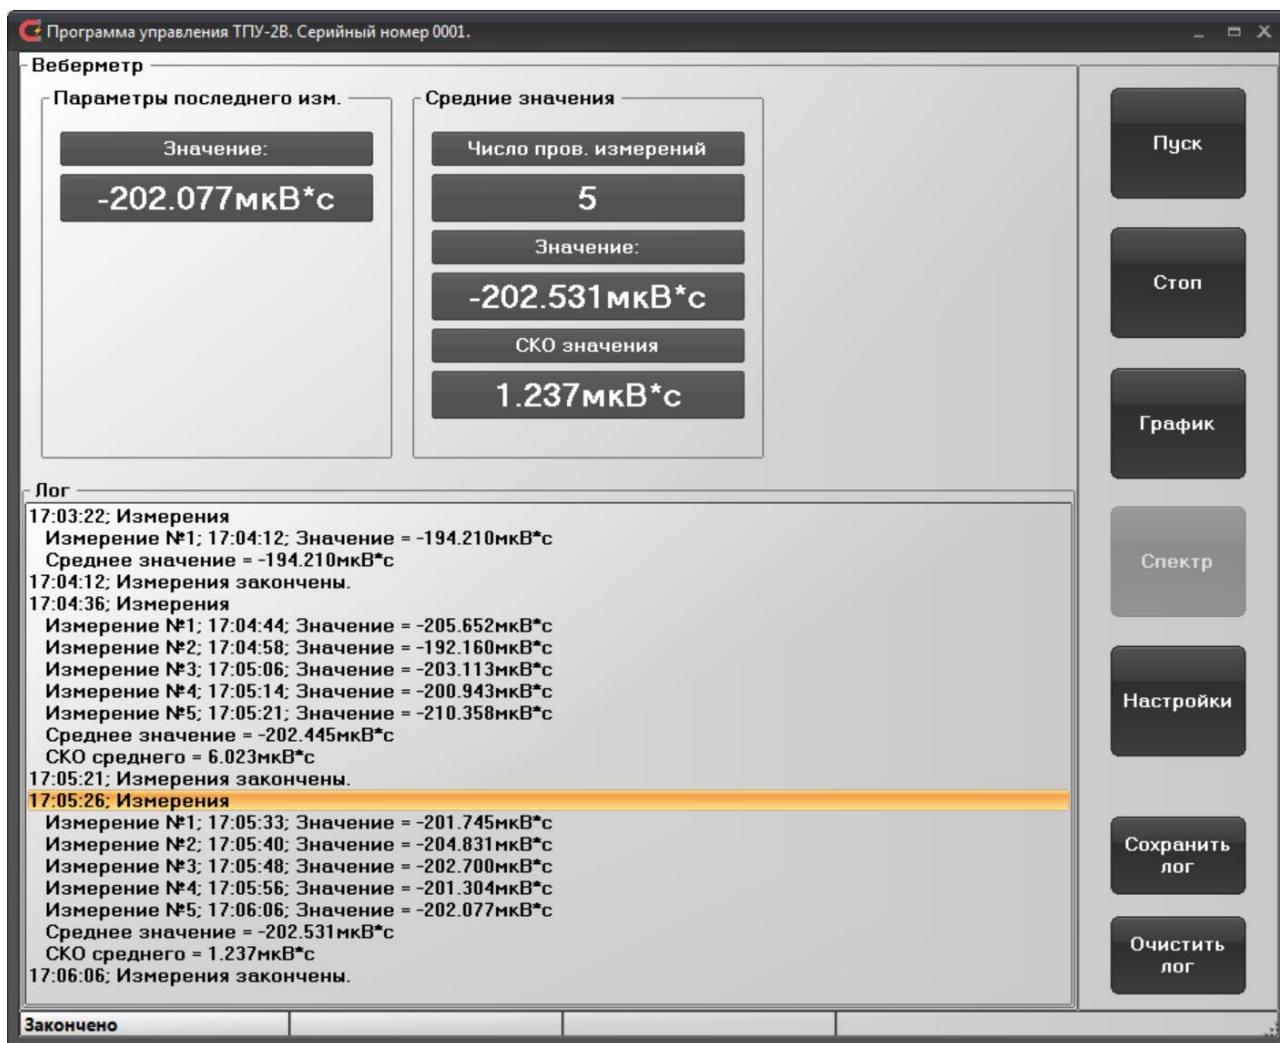 Программа управления ТПУ-2В. Серийный номер 0001.
Веберметр
Параметры последнего изм.
Значение:
-202.077мкВ*с
Средние значения
Число пров. измерений
5
Значение:
-202.531мкВ*с
СКО значения
1.237мкВ*с
Пуск
Стоп
График
Спектр
Настройки
Сохранить
лог
Очистить
лог
Лог
17:03:22; Измерения
Измерение №1; 17:04:12; Значение = -194.210мкВ*с
Среднее значение = -194.210мкВ*с
17:04:12; Измерения закончены.
17:04:36; Измерения
Измерение №1; 17:04:44; Значение = -205.652мкВ*с
Измерение №2; 17:04:58; Значение = -192.160мкВ*с
Измерение №3; 17:05:06; Значение = -203.113мкВ*с
Измерение №4; 17:05:14; Значение = -200.943мкВ*с
Измерение №5; 17:05:21; Значение = -210.358мкВ*с
Среднее значение = -202.445мкВ*с
СКО среднего = 6.023мкВ*с
17:05:21; Измерения закончены.
17:05:26; Измерения
Измерение №1; 17:05:33; Значение = -201.745мкВ*с
Измерение №2; 17:05:40; Значение = -204.831мкВ*с
Измерение №3; 17:05:48; Значение = -202.700мкВ*с
Измерение №4; 17:05:56; Значение = -201.304мкВ*с
Измерение №5; 17:06:06; Значение = -202.077мкВ*с
Среднее значение = -202.531мкВ*с
СКО среднего = 1.237мкВ*с
17:06:06; Измерения закончены.
Закончено